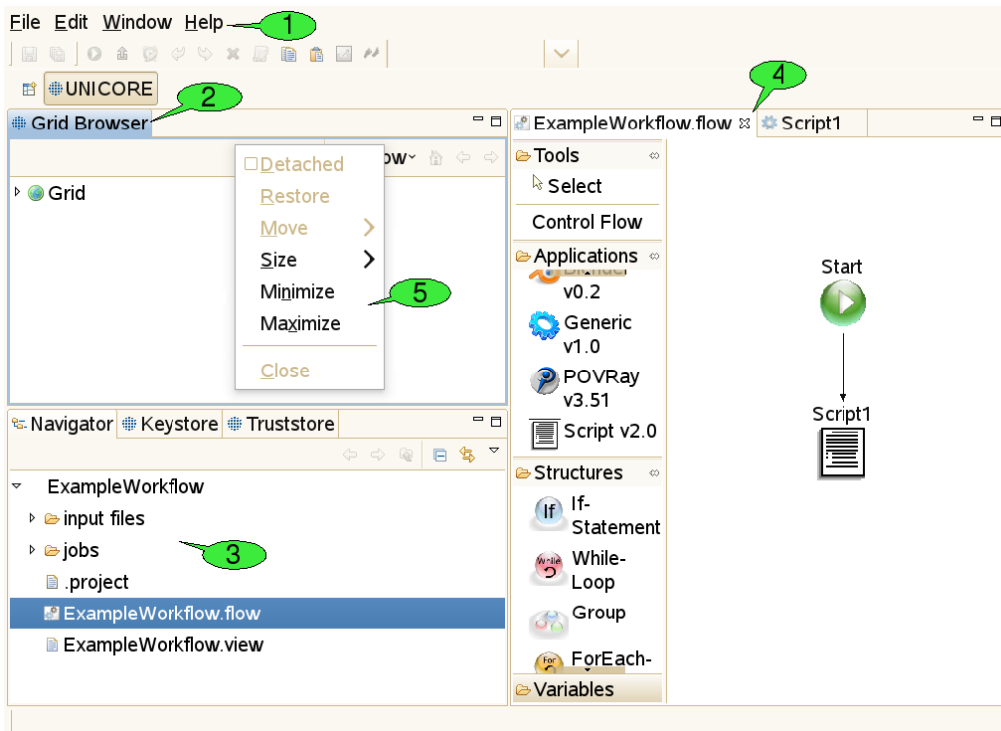 File Edit Window Help
1
UNICORE
2
4
Grid Browser
ExampleWorkflow.flow
Script1
Detached
Restore
Move
Size
Minimize
Maximize
Close
5
Grid
Tools
Select
Control Flow
Applications
v0.2
Generic
v1.0
POVRay
v3.51
Script v2.0
Structures
If
If-
Statement
While
While-
Loop
Group
For
ForEach-
Variables
Start
Script1
Navigator Keystore Truststore
ExampleWorkflow
input files
jobs
3
.project
ExampleWorkflow.flow
ExampleWorkflow.view